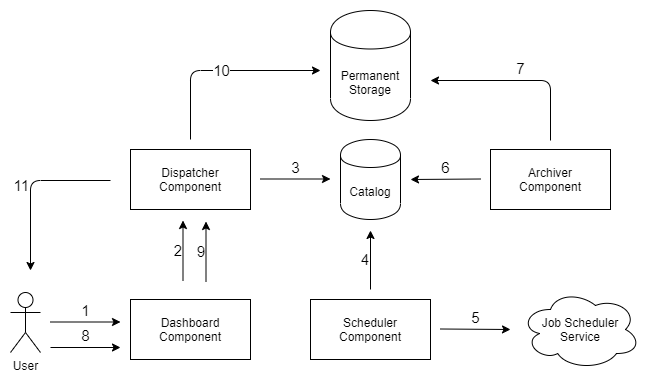 10
Permanent
Storage
7
Dispatcher
Component
3
Catalog
6
Archiver
Component
11
2
9
4
1
8
Dashboard
Component
Scheduler
Component
5
Job Scheduler
Service
User